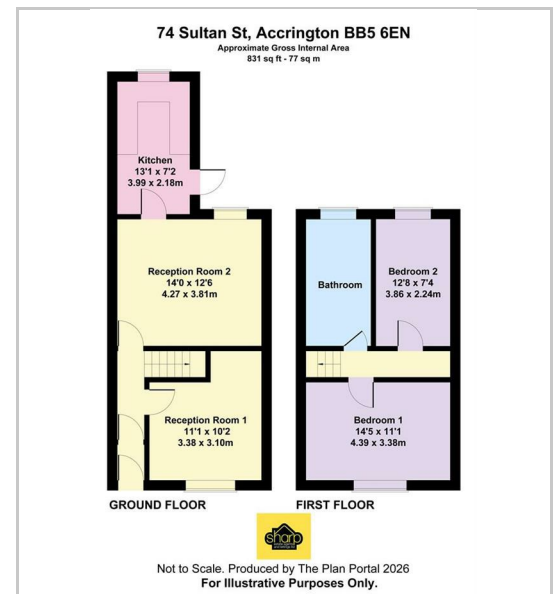 74 Sultan St, Accrington BB5 6EN
Approximate Gross Internal Area
831 sq ft - 77 sq m
Kitchen
13'1 x 7'2
3.99 x 2.18m
Reception Room 2
14'0 x 12'6
4.27 x 3.81m
Reception Room 1
11'1 x 10'2
3.38 x 3.10m
GROUND FLOOR
Bathroom
Bedroom 2
12'8 x 7'4
3.86 x 2.24m
Bedroom 1
14'5 x 11'1
4.39 x 3.38m
FIRST FLOOR
sharp
Not to Scale. Produced by The Plan Portal 2026
For Illustrative Purposes Only.